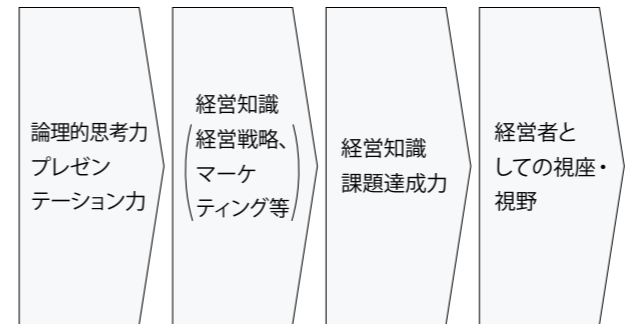 論理的思考力
プレゼン
テーション力
経営知識
(経営戦略、
マーケ
ティング等)
経営知識
課題達成力
経営者と
しての視座・
視野